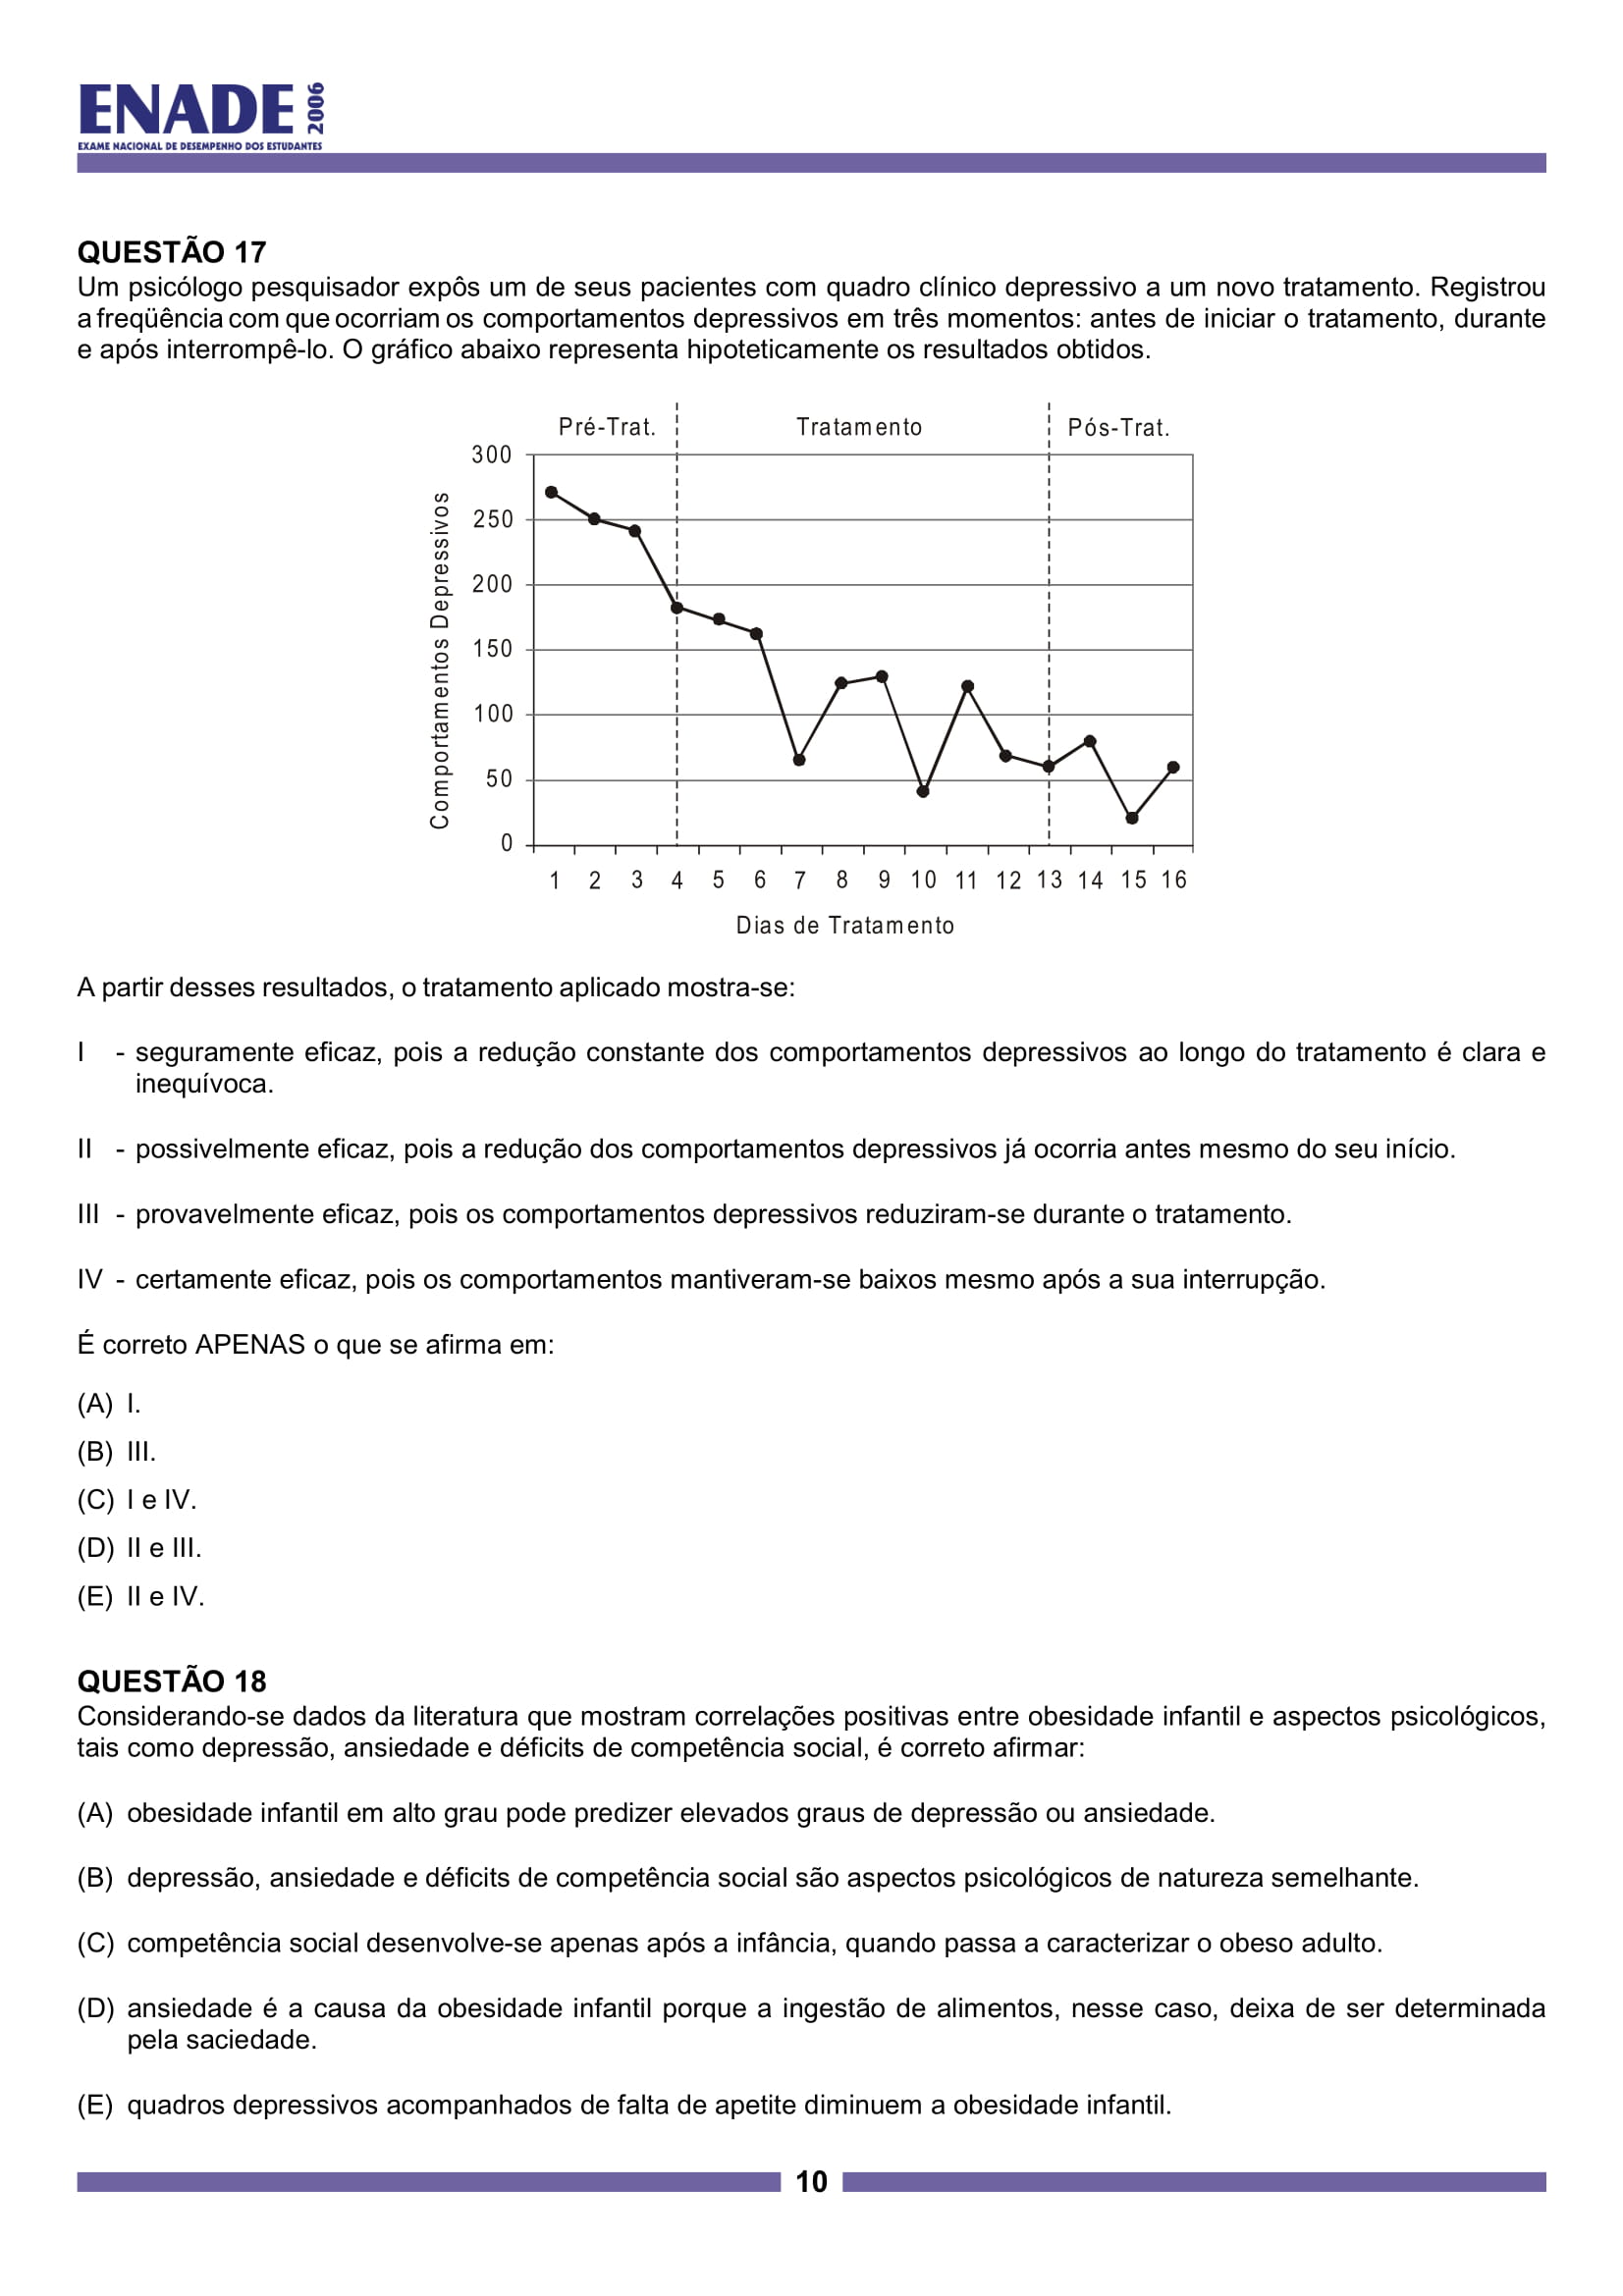 ENADE 2006
EXAME NACIONAL DE DESEMPENHO DOS ESTUDANTES
QUESTÃO 17
Um psicólogo pesquisador expôs um de seus pacientes com quadro clínico depressivo a um novo tratamento. Registrou
a freqüência com que ocorriam os comportamentos depressivos em três momentos: antes de iniciar o tratamento, durante
e após interrompê-lo. O gráfico abaixo representa hipoteticamente os resultados obtidos.
Pré-Trat. Tratamento Pós-Trat.
300
250
200
150
100
50
0
Comportamentos Depressivos
1 2 3 4 5 6 7 8 9 10 11 12 13 14 15 16
Dias de Tratamento
A partir desses resultados, o tratamento aplicado mostra-se:
I - seguramente eficaz, pois a redução constante dos comportamentos depressivos ao longo do tratamento é clara e
inequívoca.
II - possivelmente eficaz, pois a redução dos comportamentos depressivos já ocorria antes mesmo do seu início.
III - provavelmente eficaz, pois os comportamentos depressivos reduziram-se durante o tratamento.
IV - certamente eficaz, pois os comportamentos mantiveram-se baixos mesmo após a sua interrupção.
É correto APENAS o que se afirma em:
(A) I.
(B) III.
(C) I e IV.
(D) II e III.
(E) II e IV.
QUESTÃO 18
Considerando-se dados da literatura que mostram correlações positivas entre obesidade infantil e aspectos psicológicos,
tais como depressão, ansiedade e déficits de competência social, é correto afirmar:
(A) obesidade infantil em alto grau pode predizer elevados graus de depressão ou ansiedade.
(B) depressão, ansiedade e déficits de competência social são aspectos psicológicos de natureza semelhante.
(C) competência social desenvolve-se apenas após a infância, quando passa a caracterizar o obeso adulto.
(D) ansiedade é a causa da obesidade infantil porque a ingestão de alimentos, nesse caso, deixa de ser determinada
pela saciedade.
(E) quadros depressivos acompanhados de falta de apetite diminuem a obesidade infantil.
10